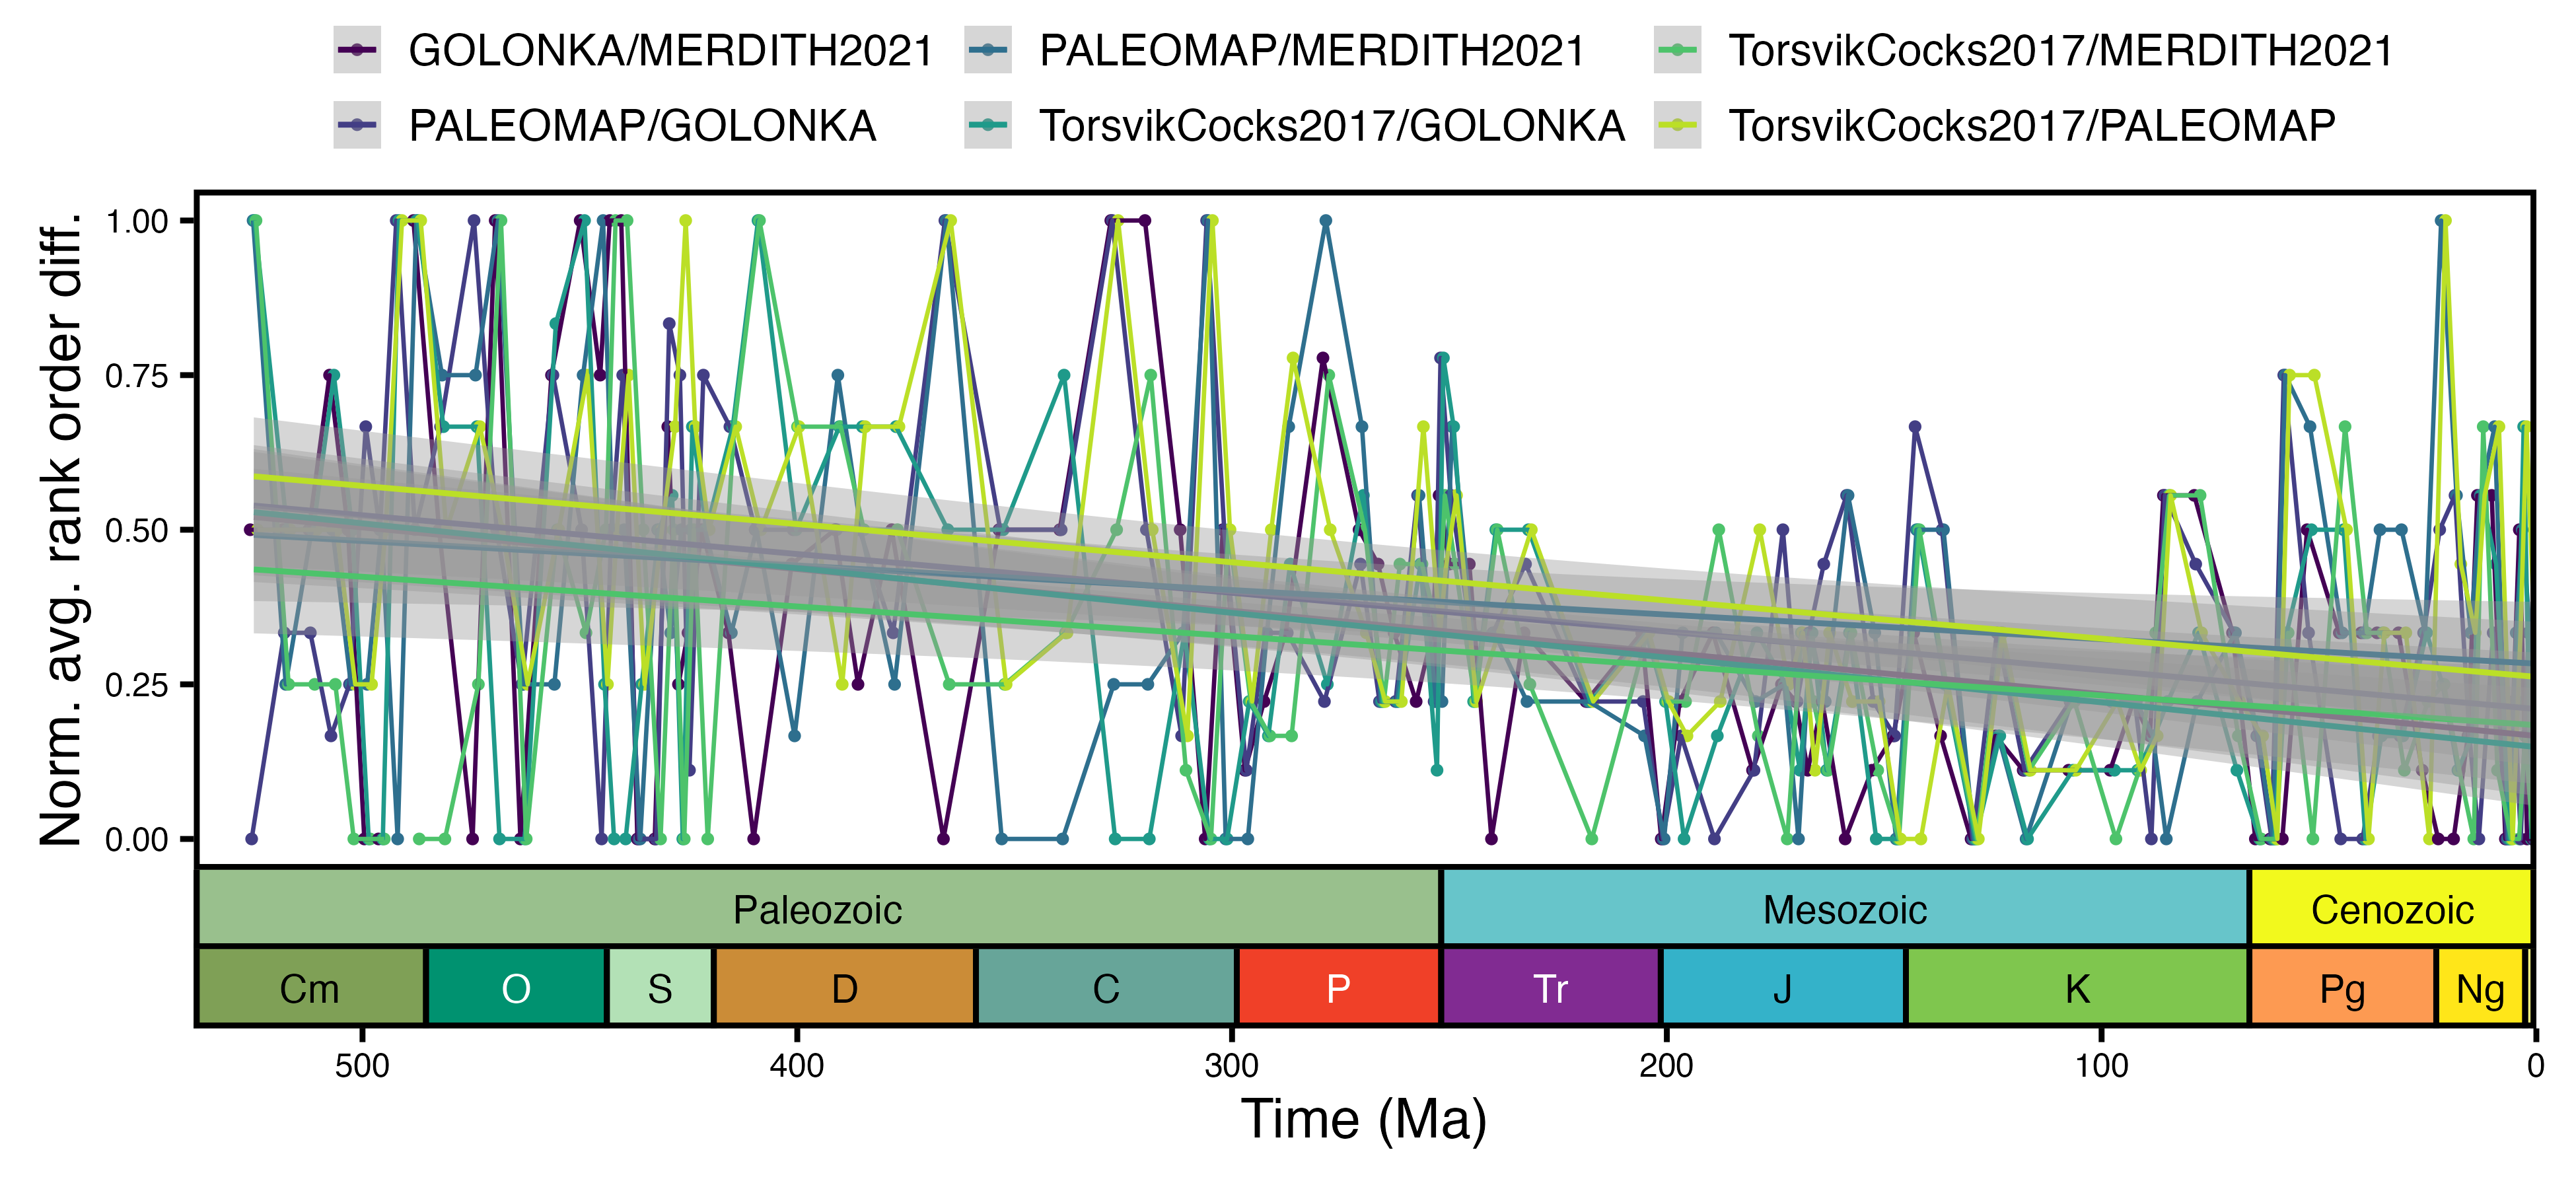 GOLONKA/MERDITH2021 PALEOMAP/MERDITH2021 TorsvikCocks2017/MERDITH2021
PALEOMAP/GOLONKA TorsvikCocks2017/GOLONKA TorsvikCocks2017/PALEOMAP
Norm. avg. rank order diff.
1.00
0.75
0.50
0.25
0.00
Paleozoic Mesozoic Cenozoic
Cm O S D C P Tr J K Pg Ng
500 400 300 200 100 0
Time (Ma)